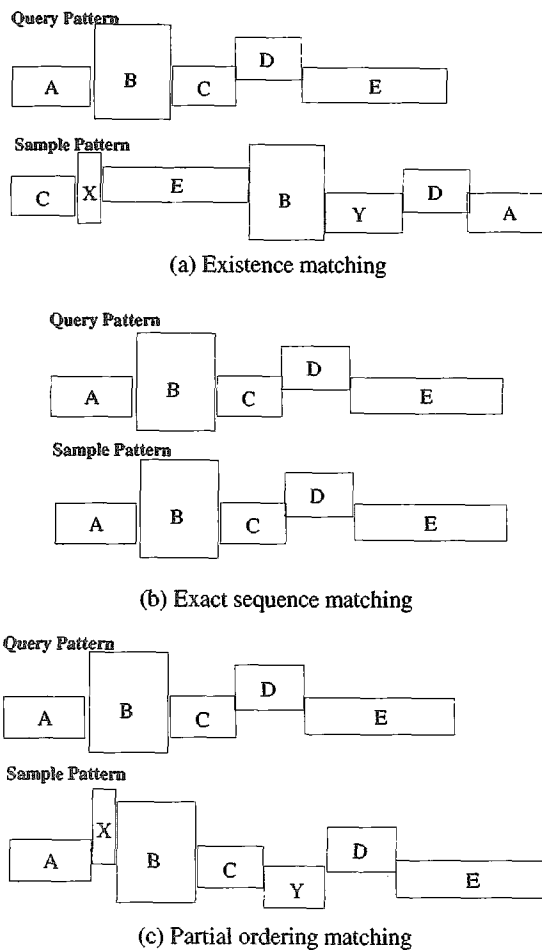 Query Pattern
A B C D E
Sample Pattern
C X E B Y D A
(a) Existence matching
Query Pattern
A B C D E
Sample Pattern
A B C D E
(b) Exact sequence matching
Query Pattern
A B C D E
Sample Pattern
A X B C Y D E
(c) Partial ordering matching